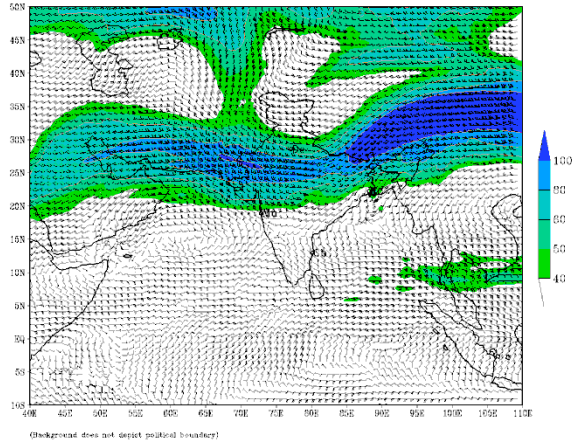 50N
45N
40N
35N
30N
25N
20N
15N
10N
5N
EQ
5S
10S
40E 45E 50E 55E 60E 65E 70E 75E 80E 85E 90E 95E 100E 105E 110E
100
80
60
40
(Background does not depict political boundary)